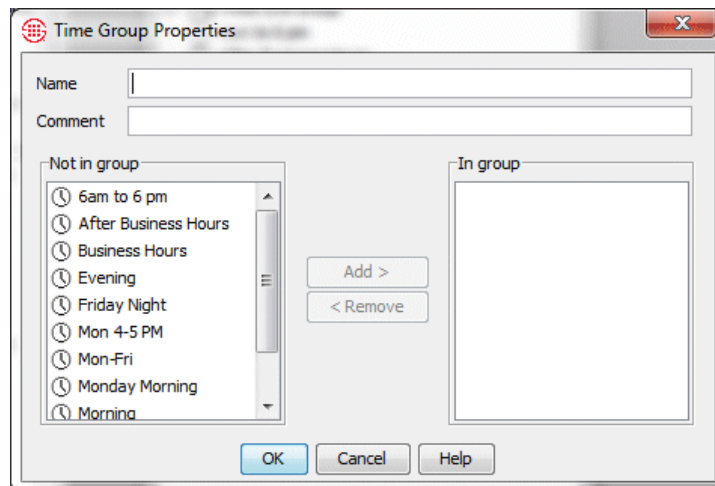 Time Group Properties
Name
Comment
Not in group
6am to 6 pm
After Business Hours
Business Hours
Evening
Friday Night
Mon 4-5 PM
Mon-Fri
Monday Morning
Morning
Add >
< Remove
In group
OK
Cancel
Help